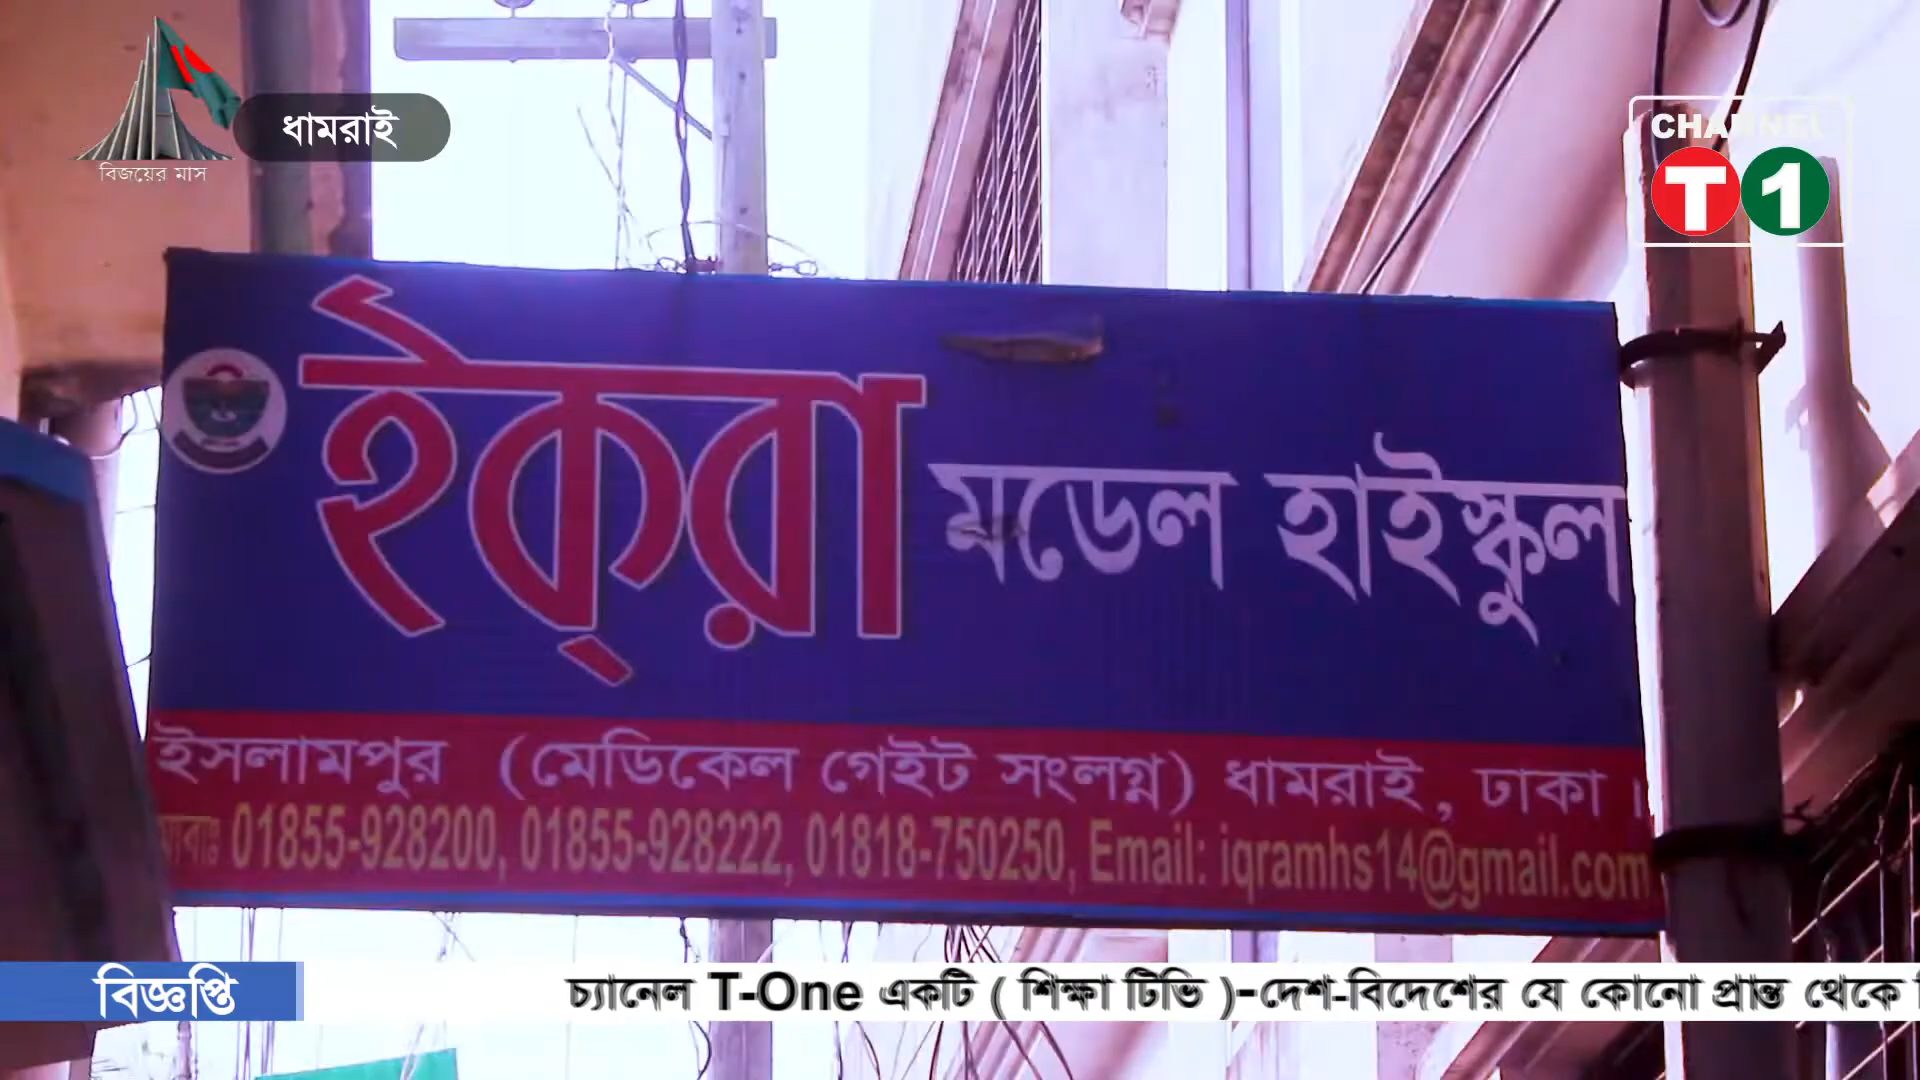 ধামরাই
বিজয়ের মাস
CHANNEL
T1
ইক্‌রা মডেল হাইস্কুল
ইসলামপুর (মেডিকেল গেইট সংলগ্ন) ধামরাই, ঢাকা।
01855-928200, 01855-928222, 01818-750250, Email: iqramhs14@gmail.com
বিজ্ঞপ্তি
চ্যানেল T-One একটি ( শিক্ষা টিভি )-দেশ-বিদেশের যে কোনো প্রান্ত থেকে